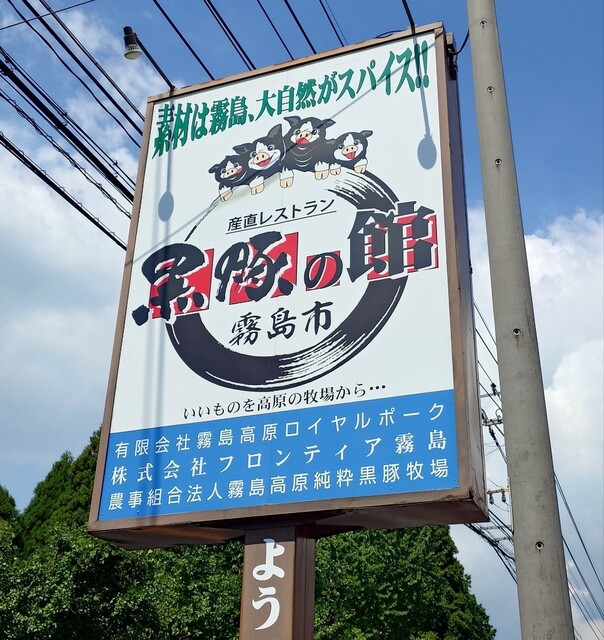 素材は霧島、大自然がスパイス!!
産直レストラン
黒豚の館
霧島市
いいものを高原の牧場から…
有限会社霧島高原ロイヤルポーク
株式会社フロンティア霧島
農事組合法人霧島高原純粋黒豚牧場
よう